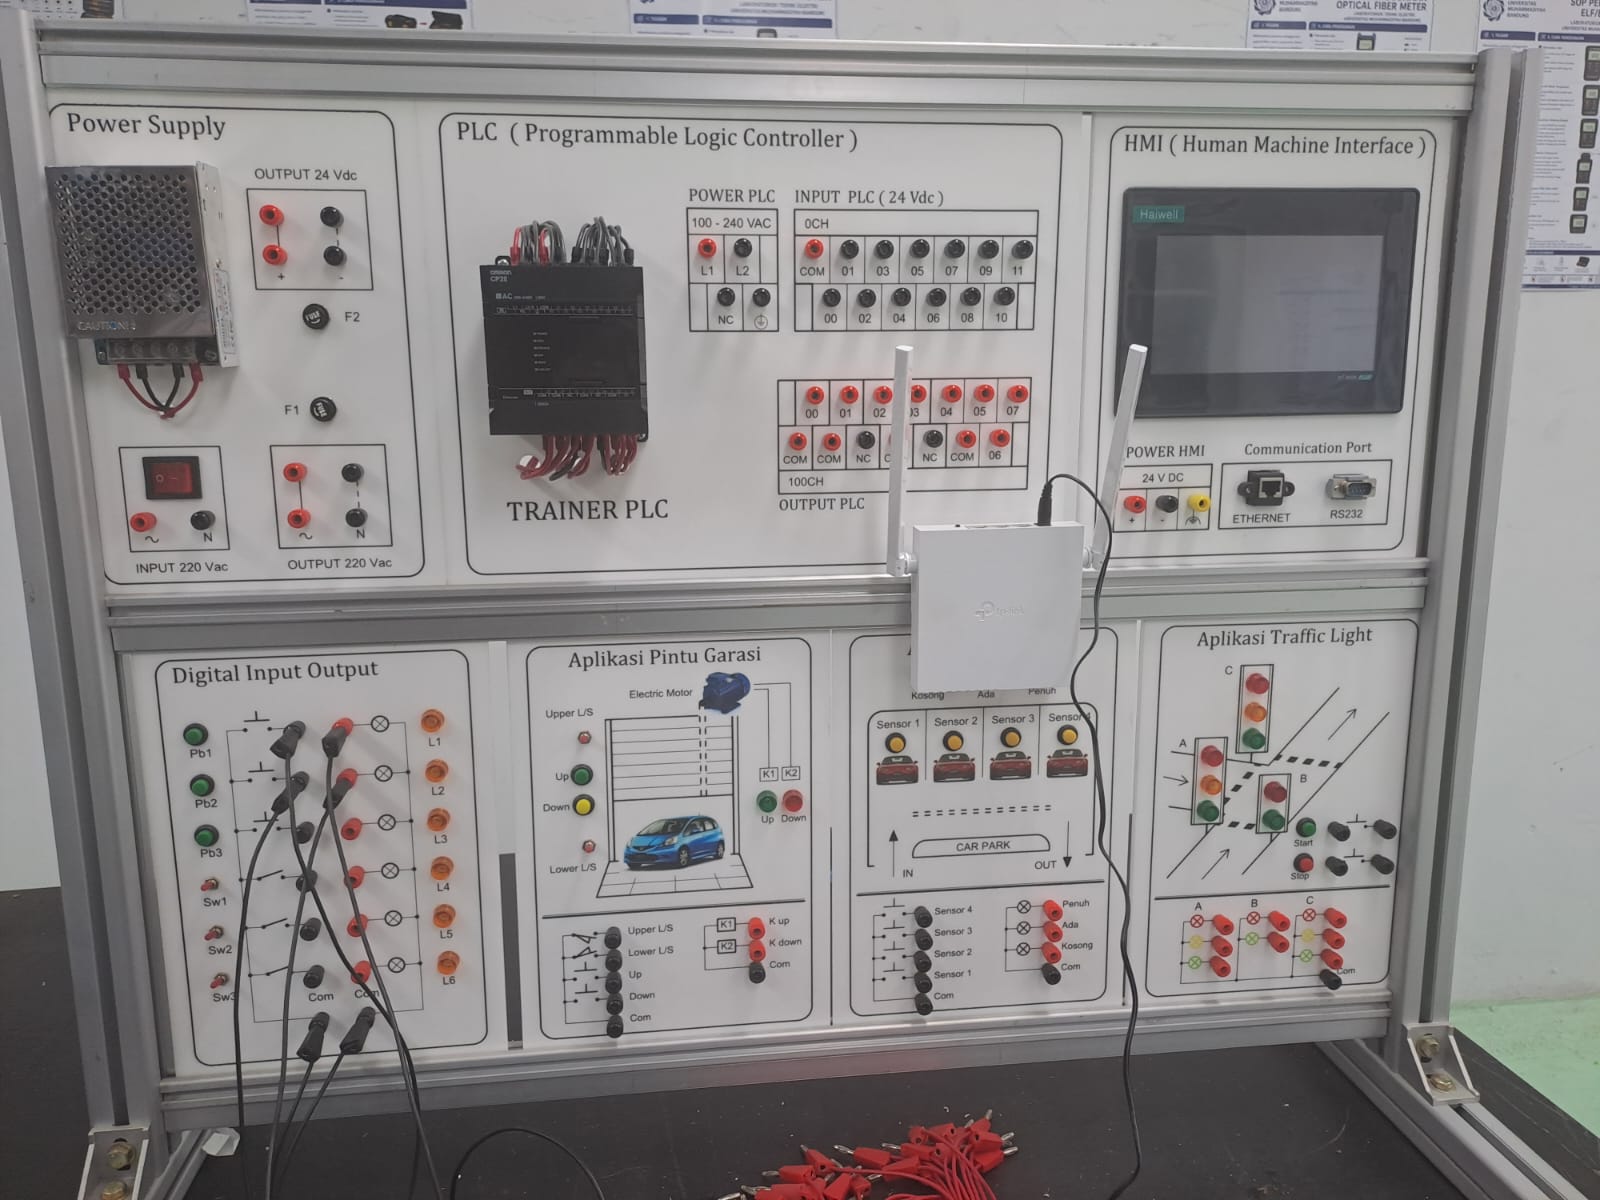 OPTICAL FIBER METER
Power Supply
OUTPUT 24 Vdc
+
-
FUSE
F2
CAUTION
F1
FUSE
N
INPUT 220 Vac
N
OUTPUT 220 Vac
PLC ( Programmable Logic Controller )
omron
CP2E
POWER PLC
100 - 240 VAC
L1
L2
NC
INPUT PLC ( 24 Vdc )
0CH
COM
01
03
05
07
09
11
00
02
04
06
08
10
00
01
02
03
04
05
07
COM
COM
NC
NC
COM
06
100CH
OUTPUT PLC
TRAINER PLC
HMI ( Human Machine Interface )
Haiwell
POWER HMI
24 V DC
+
-
Communication Port
ETHERNET
RS232
tp-link
Digital Input Output
Pb1
Pb2
Pb3
Sw1
Sw2
Sw3
L1
L2
L3
L4
L5
L6
Com
Com
Aplikasi Pintu Garasi
Electric Motor
Upper L/S
Up
Down
Lower L/S
K1
K2
Up
Down
Upper L/S
Lower L/S
Up
Down
Com
K1
K2
K up
K down
Com
Kosong
Ada
Penuh
Sensor 1
Sensor 2
Sensor 3
Sensor 4
CAR PARK
IN
OUT
Sensor 4
Sensor 3
Sensor 2
Sensor 1
Com
Penuh
Ada
Kosong
Com
Aplikasi Traffic Light
C
A
B
Start
Stop
A
B
C
Com